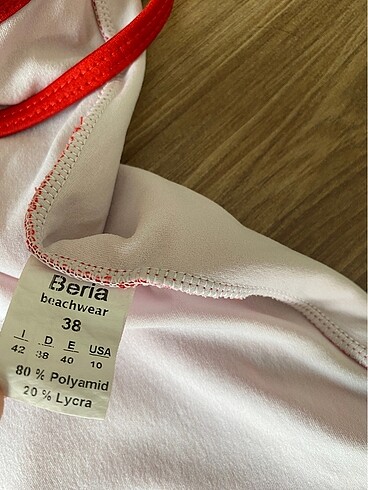 Beria
beachwear
38
I D E USA
42 38 40 10
80 % Polyamid
20 % Lycra